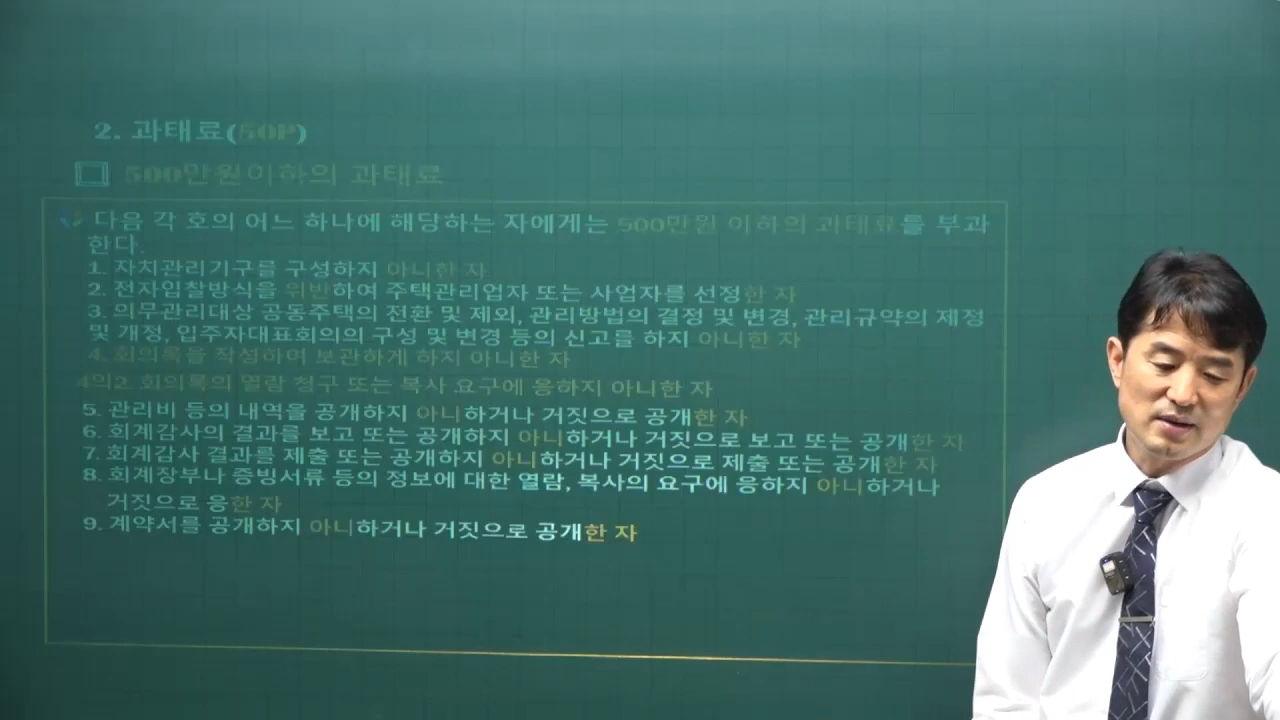 2. 과태료(50P)
500만원이하의 과태료
다음 각 호의 어느 하나에 해당하는 자에게는 500만원 이하의 과태료를 부과
한다.
1. 자치관리기구를 구성하지 아니한 자
2. 전자입찰방식을 위반하여 주택관리업자 또는 사업자를 선정한 자
3. 의무관리대상 공동주택의 전환 및 제외, 관리방법의 결정 및 변경, 관리규약의 제정
및 개정, 입주자대표회의의 구성 및 변경 등의 신고를 하지 아니한 자
4. 회의록을 작성하여 보관하게 하지 아니한 자
4의2. 회의록의 열람 청구 또는 복사 요구에 응하지 아니한 자
5. 관리비 등의 내역을 공개하지 아니하거나 거짓으로 공개한 자
6. 회계감사의 결과를 보고 또는 공개하지 아니하거나 거짓으로 보고 또는 공개한 자
7. 회계감사 결과를 제출 또는 공개하지 아니하거나 거짓으로 제출 또는 공개한 자
8. 회계장부나 증빙서류 등의 정보에 대한 열람, 복사의 요구에 응하지 아니하거나
거짓으로 응한 자
9. 계약서를 공개하지 아니하거나 거짓으로 공개한 자